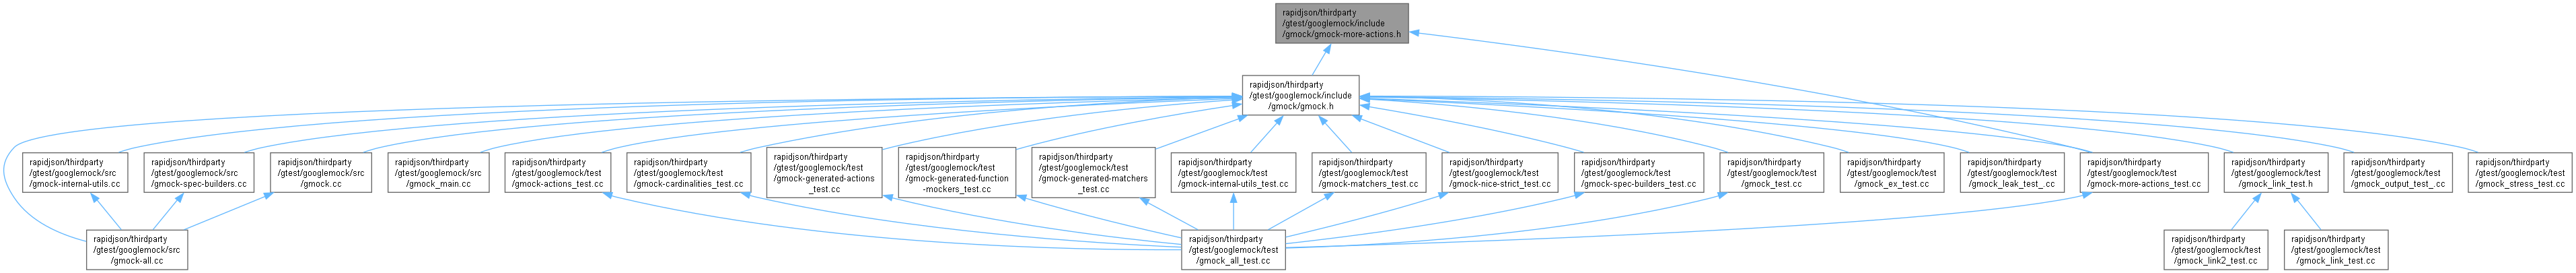 rapidjson/thirdparty
/gtest/googlemock/include
/gmock/gmock-more-actions.h
rapidjson/thirdparty
/gtest/googlemock/include
/gmock/gmock.h
rapidjson/thirdparty
/gtest/googlemock/src
/gmock-internal-utils.cc
rapidjson/thirdparty
/gtest/googlemock/src
/gmock-spec-builders.cc
rapidjson/thirdparty
/gtest/googlemock/src
/gmock.cc
rapidjson/thirdparty
/gtest/googlemock/src
/gmock_main.cc
rapidjson/thirdparty
/gtest/googlemock/test
/gmock-actions_test.cc
rapidjson/thirdparty
/gtest/googlemock/test
/gmock-cardinalities_test.cc
rapidjson/thirdparty
/gtest/googlemock/test
/gmock-generated-actions
_test.cc
rapidjson/thirdparty
/gtest/googlemock/test
/gmock-generated-function
-mockers_test.cc
rapidjson/thirdparty
/gtest/googlemock/test
/gmock-generated-matchers
_test.cc
rapidjson/thirdparty
/gtest/googlemock/test
/gmock-internal-utils_test.cc
rapidjson/thirdparty
/gtest/googlemock/test
/gmock-matchers_test.cc
rapidjson/thirdparty
/gtest/googlemock/test
/gmock-nice-strict_test.cc
rapidjson/thirdparty
/gtest/googlemock/test
/gmock-spec-builders_test.cc
rapidjson/thirdparty
/gtest/googlemock/test
/gmock_test.cc
rapidjson/thirdparty
/gtest/googlemock/test
/gmock_ex_test.cc
rapidjson/thirdparty
/gtest/googlemock/test
/gmock_leak_test_.cc
rapidjson/thirdparty
/gtest/googlemock/test
/gmock-more-actions_test.cc
rapidjson/thirdparty
/gtest/googlemock/test
/gmock_link_test.h
rapidjson/thirdparty
/gtest/googlemock/test
/gmock_output_test_.cc
rapidjson/thirdparty
/gtest/googlemock/test
/gmock_stress_test.cc
rapidjson/thirdparty
/gtest/googlemock/src
/gmock-all.cc
rapidjson/thirdparty
/gtest/googlemock/test
/gmock_all_test.cc
rapidjson/thirdparty
/gtest/googlemock/test
/gmock_link2_test.cc
rapidjson/thirdparty
/gtest/googlemock/test
/gmock_link_test.cc